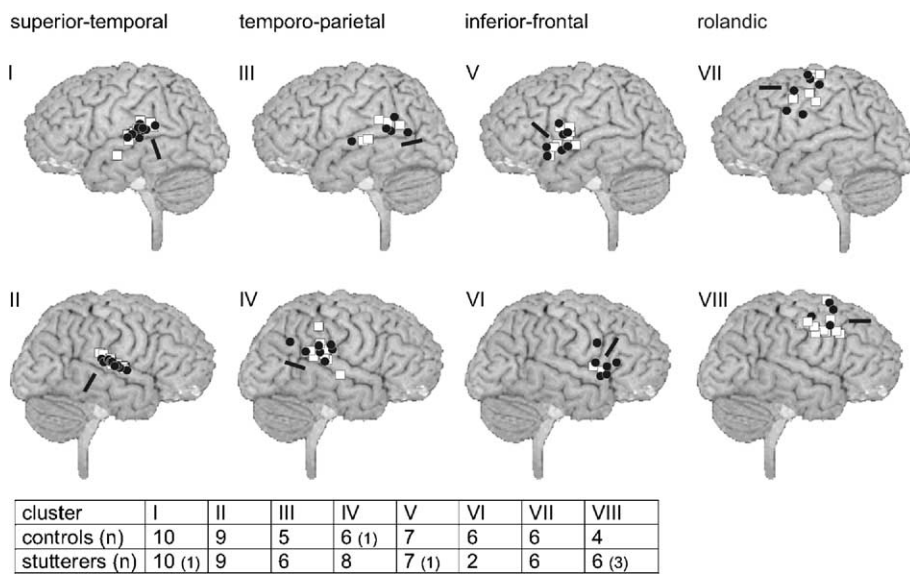 superior-temporal temporo-parietal inferior-frontal rolandic
I III V VII
II IV VI VIII
cluster I II III IV V VI VII VIII
controls (n) 10 9 5 6 (1) 7 6 6 4
stutterers (n) 10 (1) 9 6 8 7 (1) 2 6 6 (3)